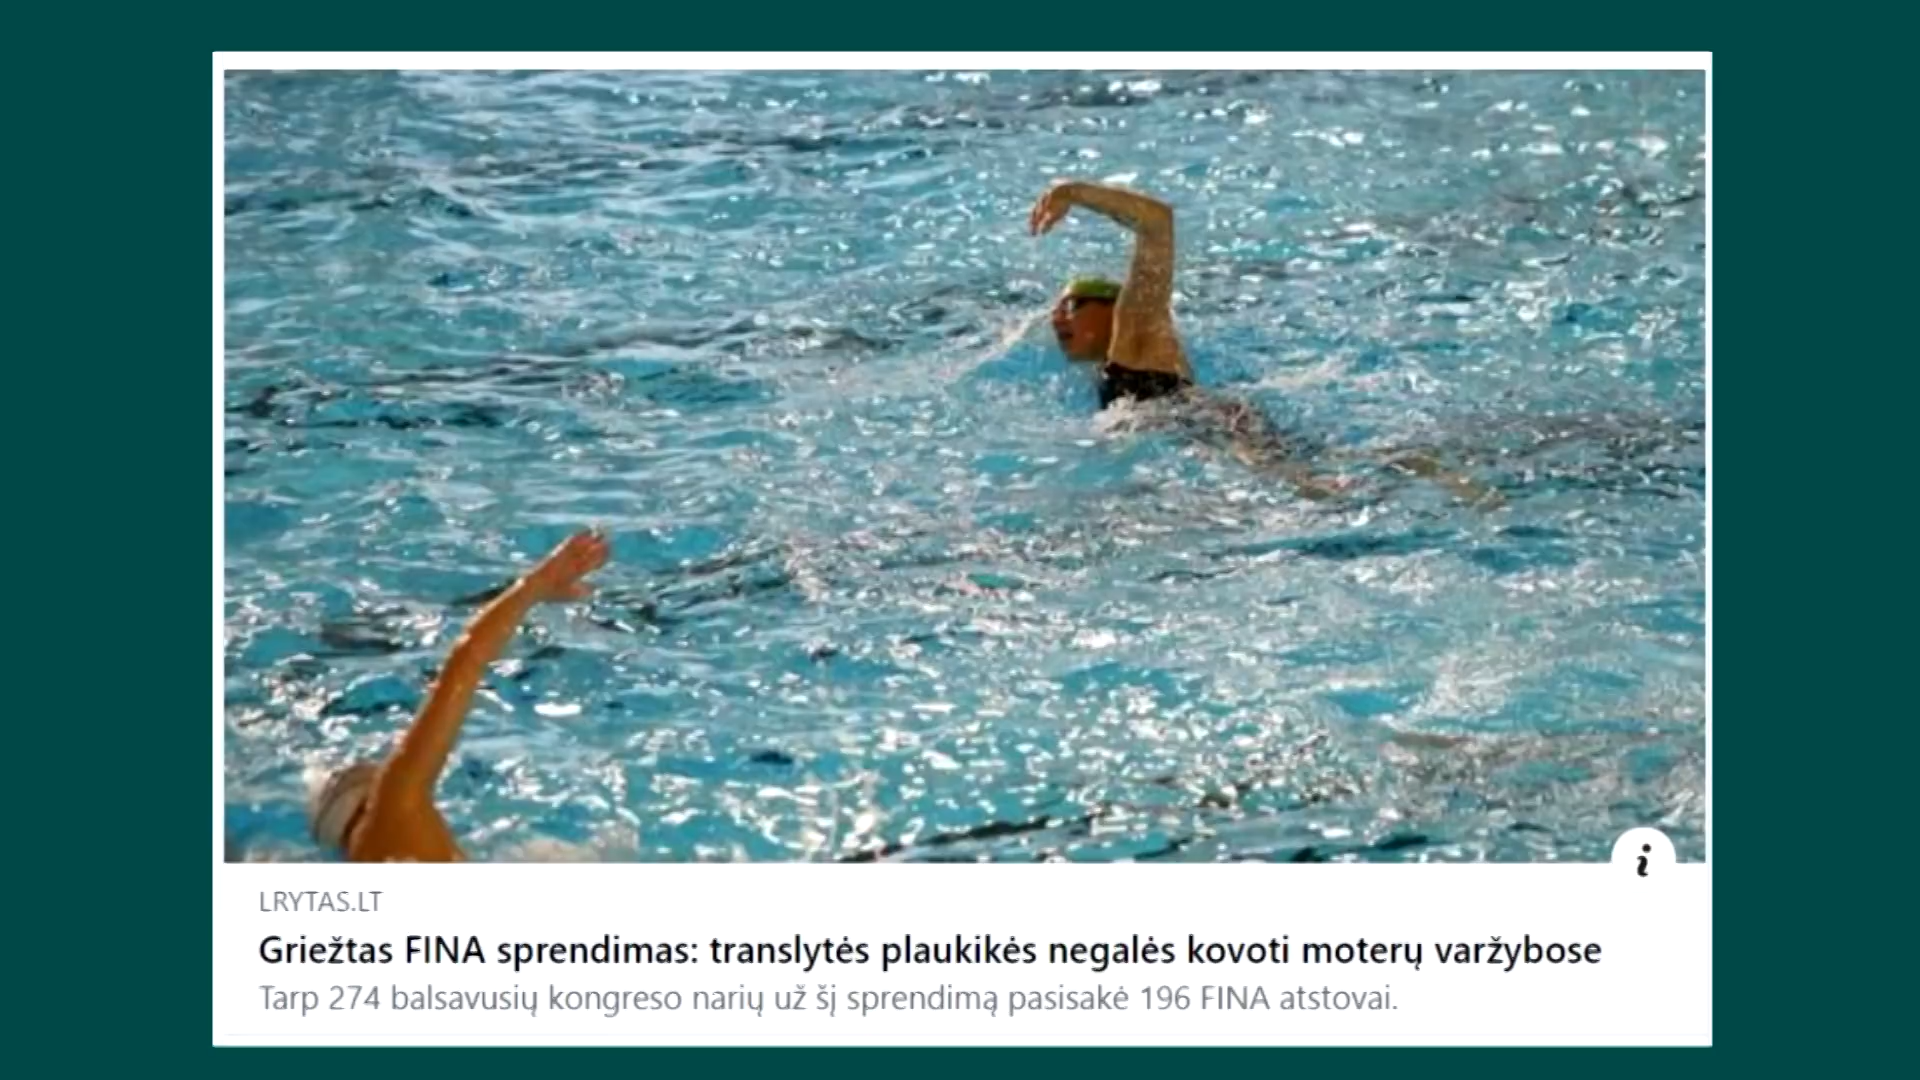 LRYTAS.LT
Griežtas FINA sprendimas: translytės plaukikės negalės kovoti moterų varžybose
Tarp 274 balsavusių kongreso narių už šį sprendimą pasisakė 196 FINA atstovai.